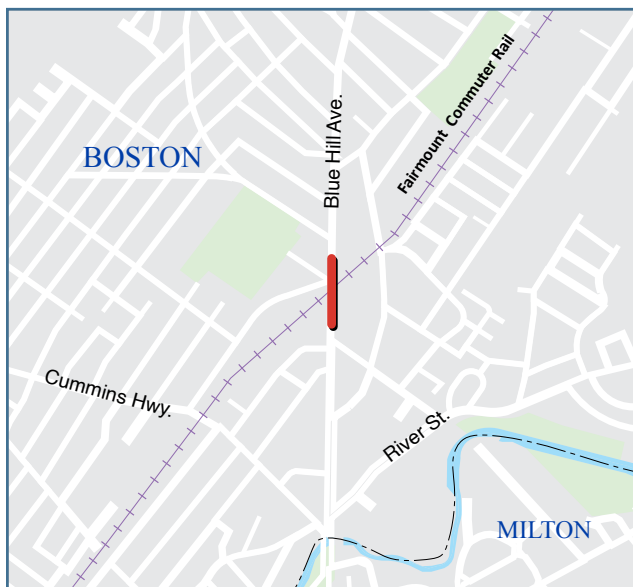 Fairmount Commuter Rail
Blue Hill Ave.
BOSTON
Cummins Hwy.
River St.
MILTON